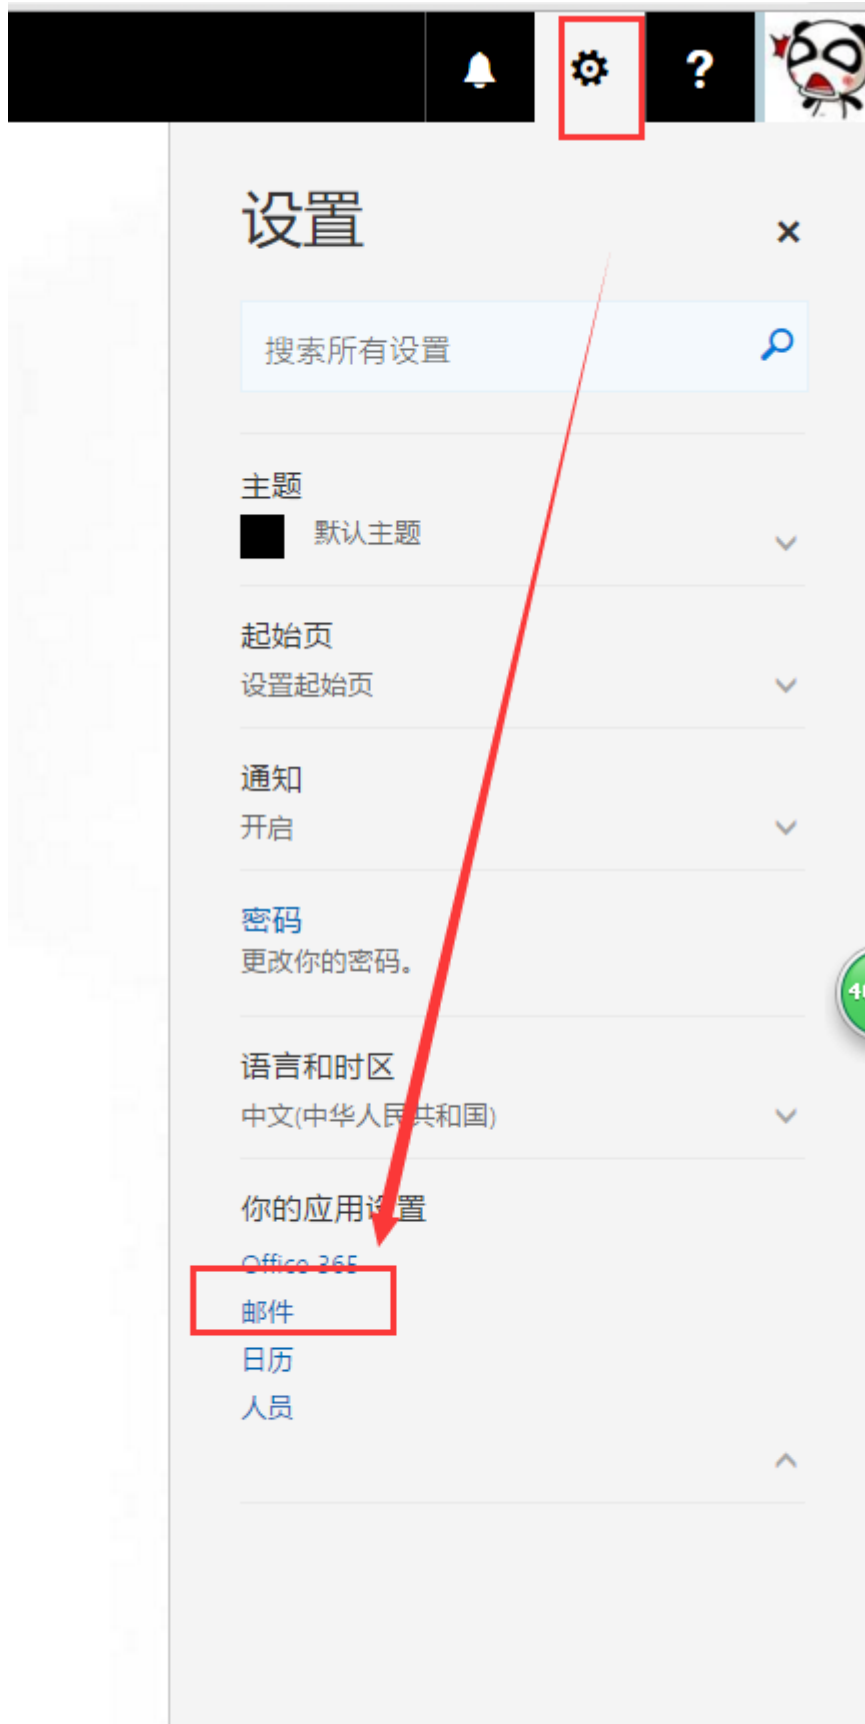 ?
设置
搜索所有设置
主题
默认主题
起始页
设置起始页
通知
开启
密码
更改你的密码。
语言和时区
中文(中华人民共和国)
你的应用设置
Office 365
邮件
日历
人员